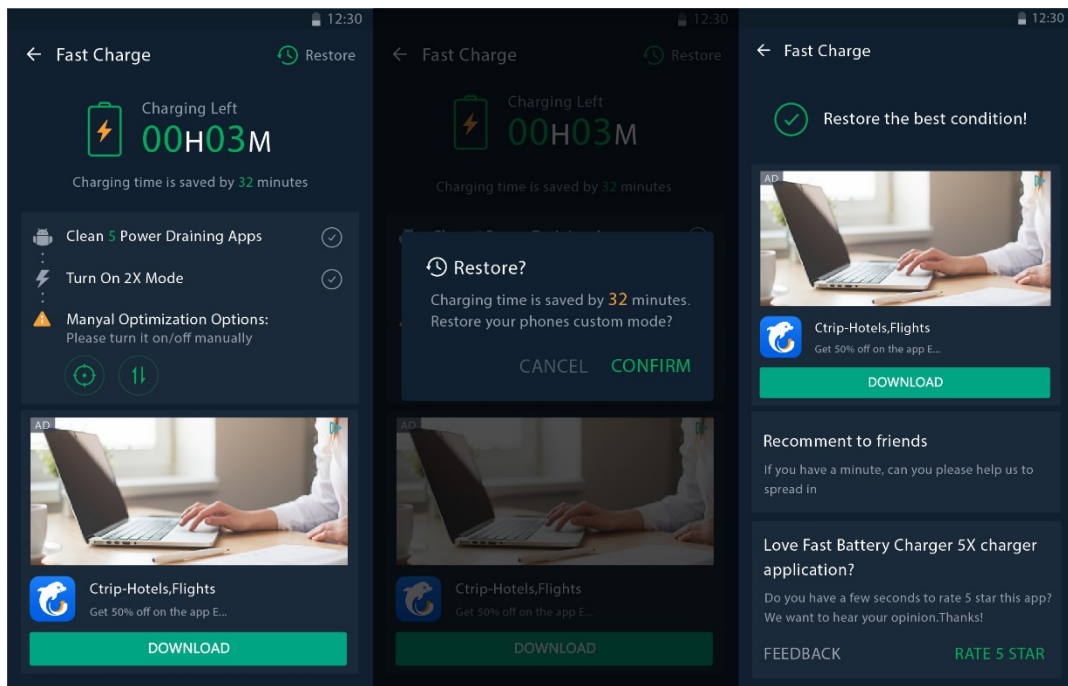 12:30
Fast Charge
Restore
Charging Left
00H03M
Charging time is saved by 32 minutes
Clean 5 Power Draining Apps
Turn On 2X Mode
Manyal Optimization Options:
Please turn it on/off manually
AD
Ctrip-Hotels,Flights
Get 50% off on the app E...
DOWNLOAD
12:30
Fast Charge
Restore
Charging Left
00H03M
Charging time is saved by 32 minutes
Restore?
Charging time is saved by 32 minutes.
Restore your phones custom mode?
CANCEL CONFIRM
AD
Ctrip-Hotels,Flights
Get 50% off on the app E...
DOWNLOAD
12:30
Fast Charge
Restore the best condition!
AD
Ctrip-Hotels,Flights
Get 50% off on the app E...
DOWNLOAD
Recomment to friends
If you have a minute, can you please help us to
spread in
Love Fast Battery Charger 5X charger
application?
Do you have a few seconds to rate 5 star this app?
We want to hear your opinion.Thanks!
FEEDBACK RATE 5 STAR